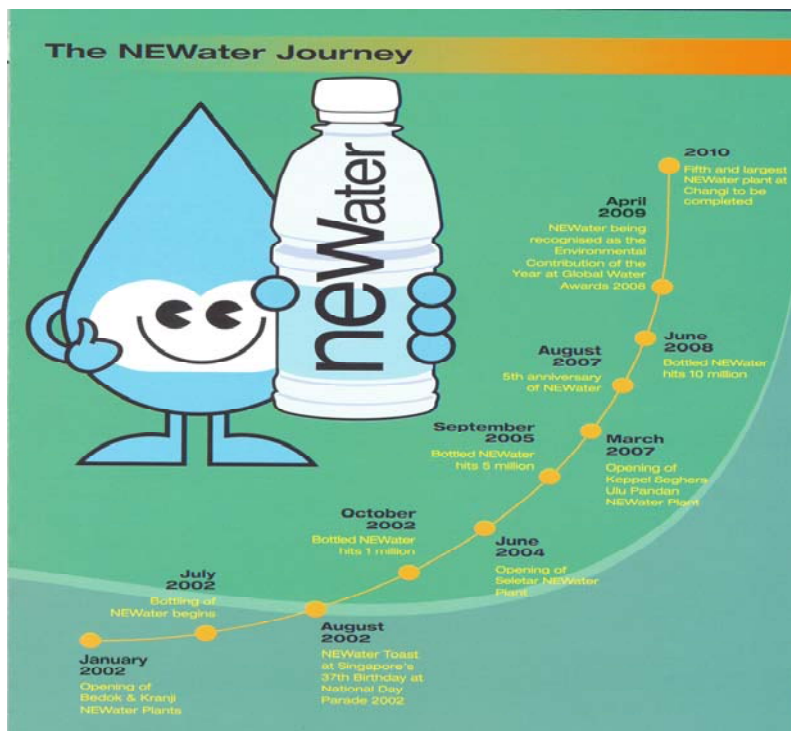 The NEWater Journey
neWater
January
2002
Opening of
Bedok & Kranji
NEWater Plants
July
2002
Bottling of
NEWater begins
August
2002
NEWater Toast
at Singapore's
37th Birthday at
National Day
Parade 2002
October
2002
Bottled NEWater
hits 1 million
June
2004
Opening of
Seletar NEWater
Plant
September
2005
Bottled NEWater
hits 5 million
March
2007
Opening of
Keppel Seghers
Ulu Pandan
NEWater Plant
August
2007
5th anniversary
of NEWater
June
2008
Bottled NEWater
hits 10 million
April
2009
NEWater being
recognised as the
Environmental
Contribution of the
Year at Global Water
Awards 2008
2010
Fifth and largest
NEWater plant at
Changi to be
completed